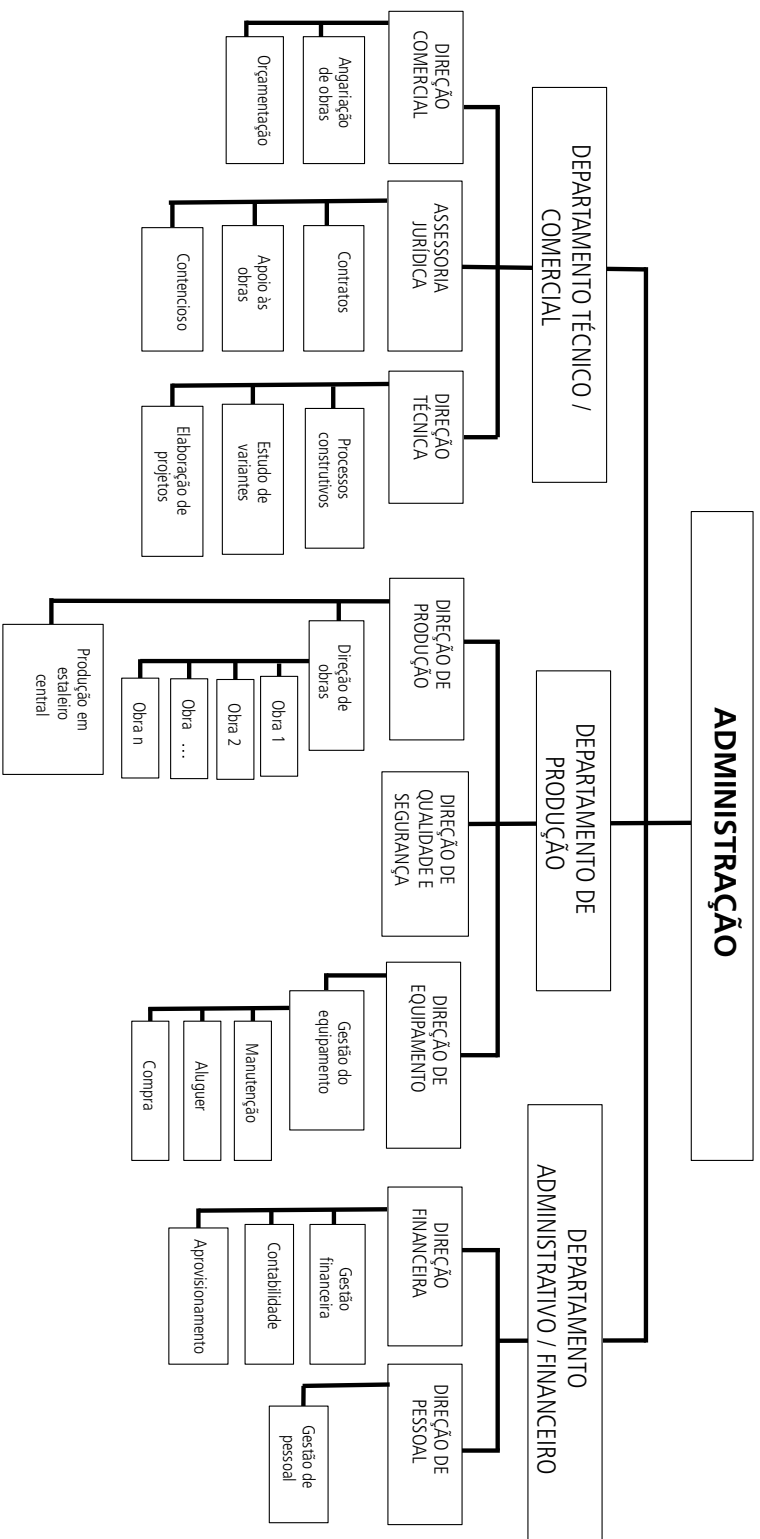 ADMINISTRAÇÃO
DEPARTAMENTO TÉCNICO /
COMERCIAL
DIREÇÃO
COMERCIAL
Angariação
de obras
Orçamentação
ASSESSORIA
JURÍDICA
Contratos
Apoio às
obras
Contencioso
DIREÇÃO
TÉCNICA
Processos
construtivos
Estudo de
variantes
Elaboração de
projetos
DEPARTAMENTO DE
PRODUÇÃO
DIREÇÃO DE
PRODUÇÃO
Direção de
obras
Obra 1
Obra 2
Obra ...
Obra n
Produção em
estaleiro
central
DIREÇÃO DE
QUALIDADE E
SEGURANÇA
DIREÇÃO DE
EQUIPAMENTO
Gestão do
equipamento
Manutenção
Aluguer
Compra
DEPARTAMENTO
ADMINISTRATIVO / FINANCEIRO
DIREÇÃO
FINANCEIRA
Gestão
financeira
Contabilidade
Aprovisionamento
DIREÇÃO DE
PESSOAL
Gestão de
pessoal